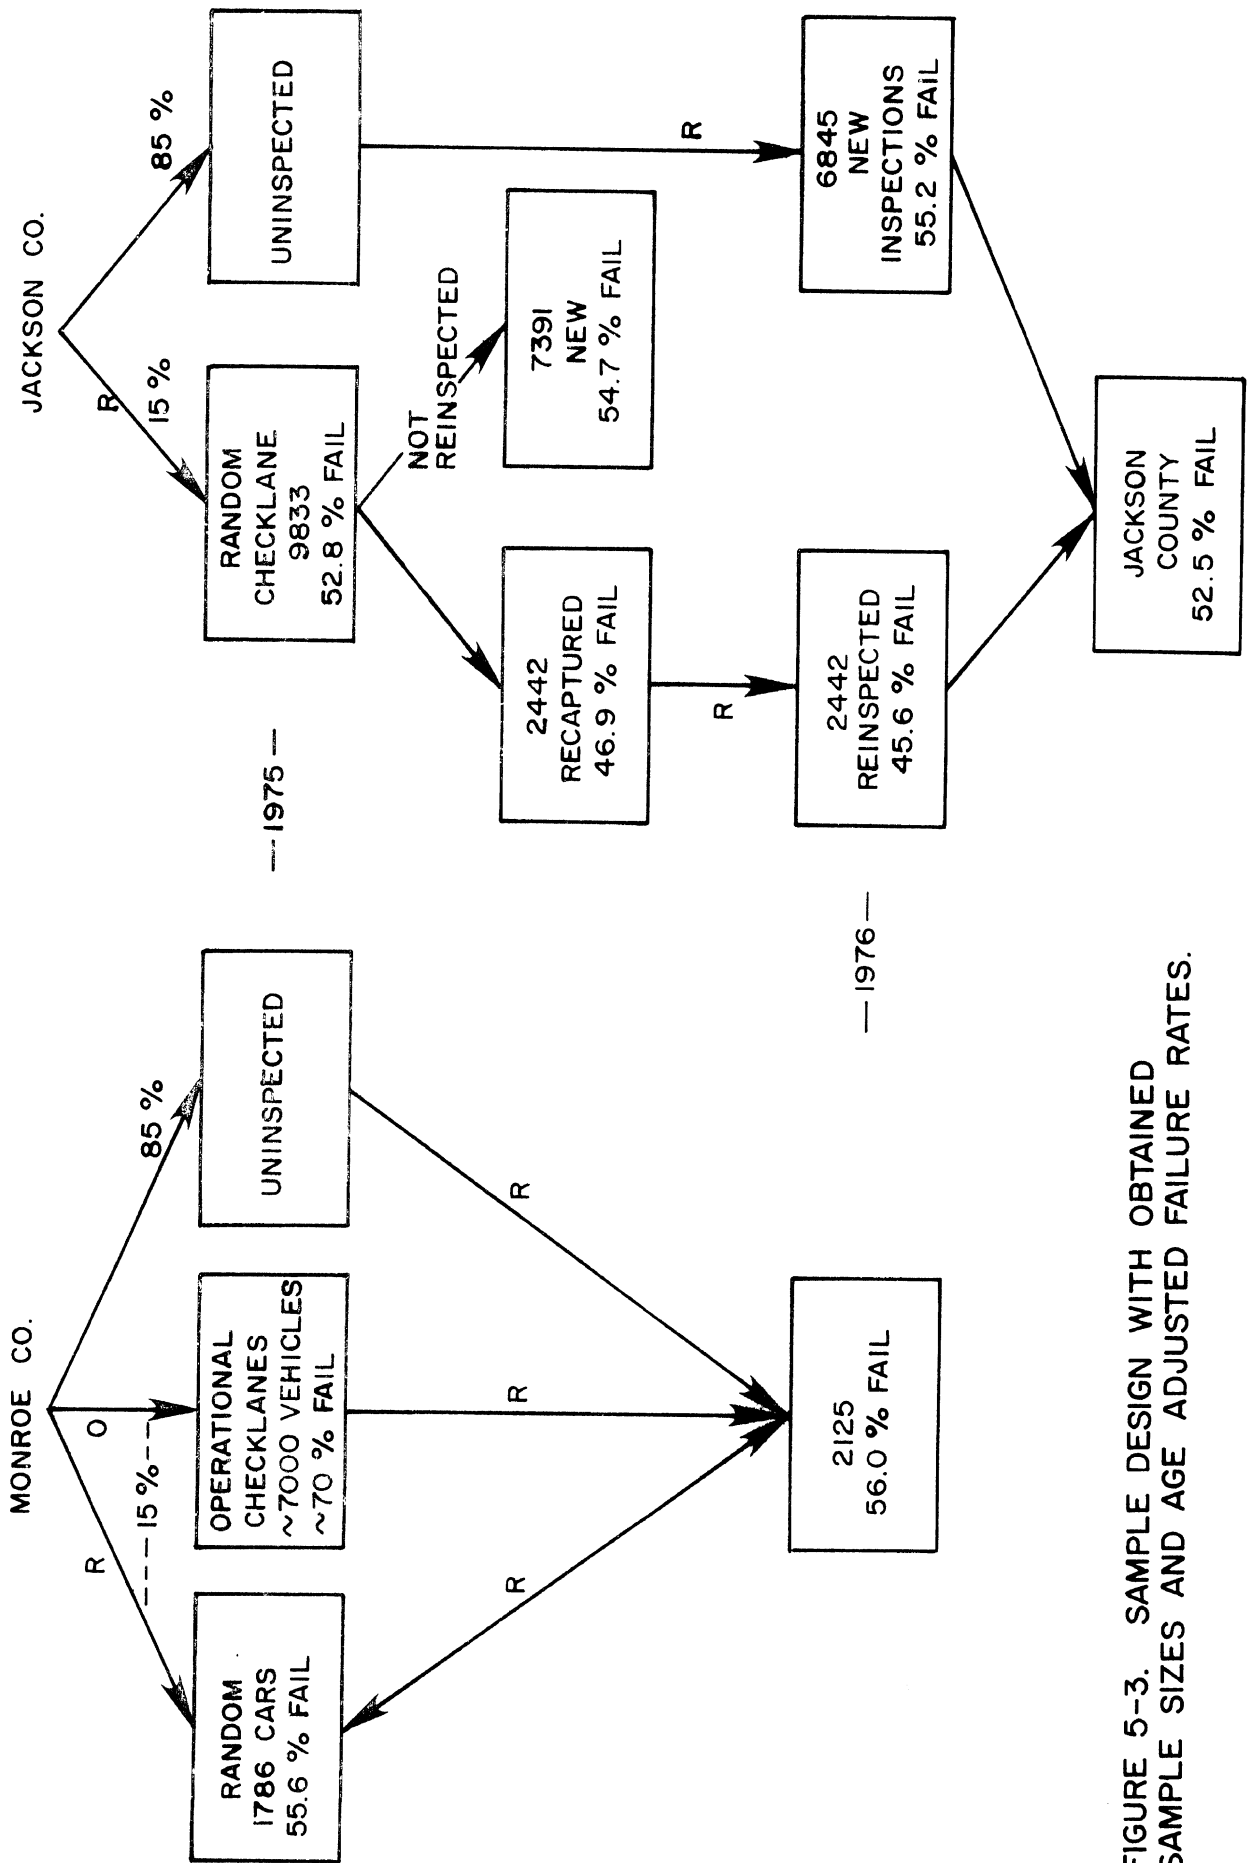 MONROE CO.
R
O
---15%---
85 %
RANDOM
1786 CARS
55.6 % FAIL
OPERATIONAL
CHECKLANES
~7000 VEHICLES
~70 % FAIL
UNINSPECTED
R
R
R
2125
56.0 % FAIL
—1975—
—1976—
JACKSON CO.
R
15 %
85 %
RANDOM
CHECKLANE
9833
52.8 % FAIL
UNINSPECTED
NOT
REINSPECTED
2442
RECAPTURED
46.9 % FAIL
7391
NEW
54.7 % FAIL
R
R
2442
REINSPECTED
45.6 % FAIL
6845
NEW
INSPECTIONS
55.2 % FAIL
JACKSON
COUNTY
52.5 % FAIL
FIGURE 5-3. SAMPLE DESIGN WITH OBTAINED
SAMPLE SIZES AND AGE ADJUSTED FAILURE RATES.